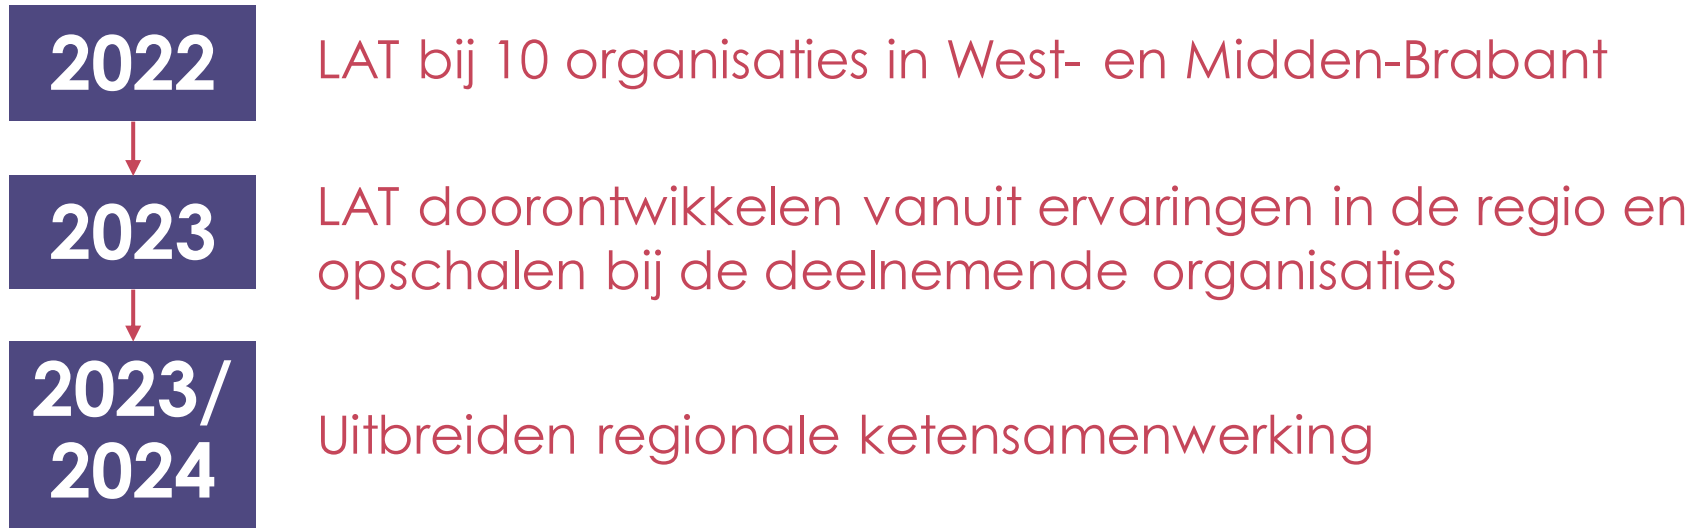 2022
LAT bij 10 organisaties in West- en Midden-Brabant
2023
LAT doorontwikkelen vanuit ervaringen in de regio en
opschalen bij de deelnemende organisaties
2023/
2024
Uitbreiden regionale ketensamenwerking